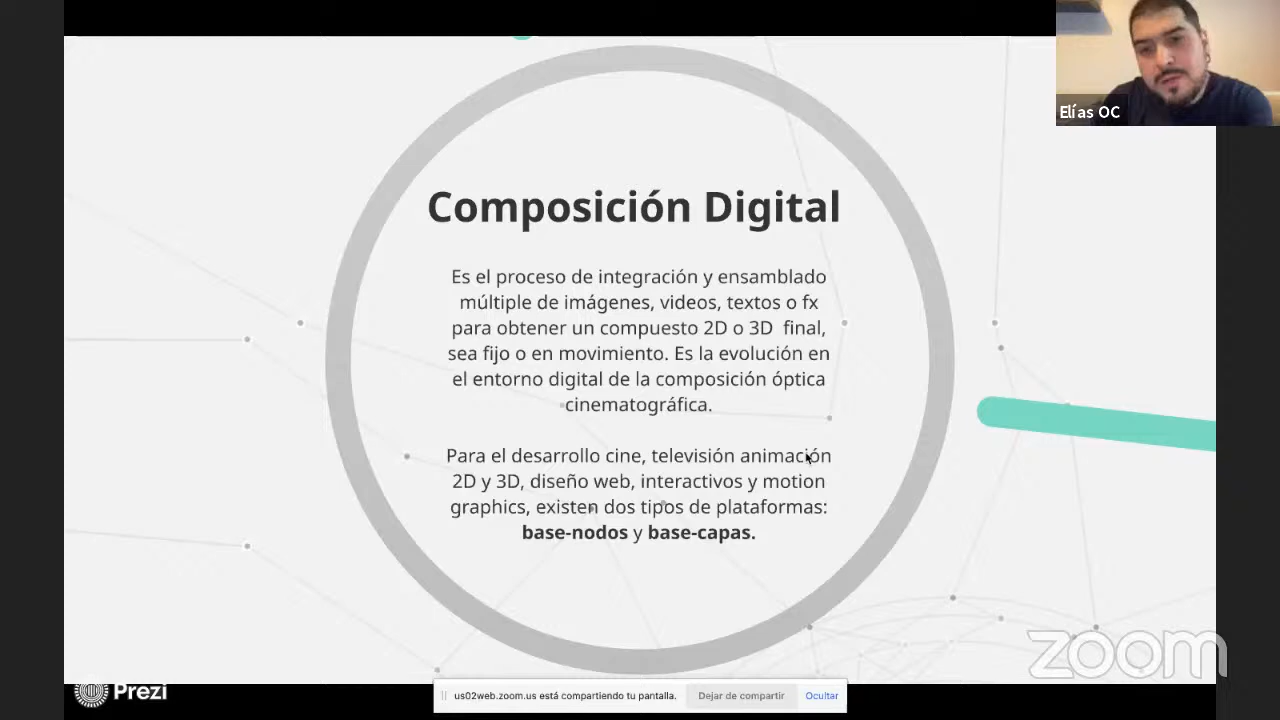 Elías OC
Composición Digital
Es el proceso de integración y ensamblado
múltiple de imágenes, videos, textos o fx
para obtener un compuesto 2D o 3D final,
sea fijo o en movimiento. Es la evolución en
el entorno digital de la composición óptica
cinematográfica.
Para el desarrollo cine, televisión animación
2D y 3D, diseño web, interactivos y motion
graphics, existen dos tipos de plataformas:
base-nodos y base-capas.
zoom
Prezi
us02web.zoom.us está compartiendo tu pantalla.
Dejar de compartir
Ocultar